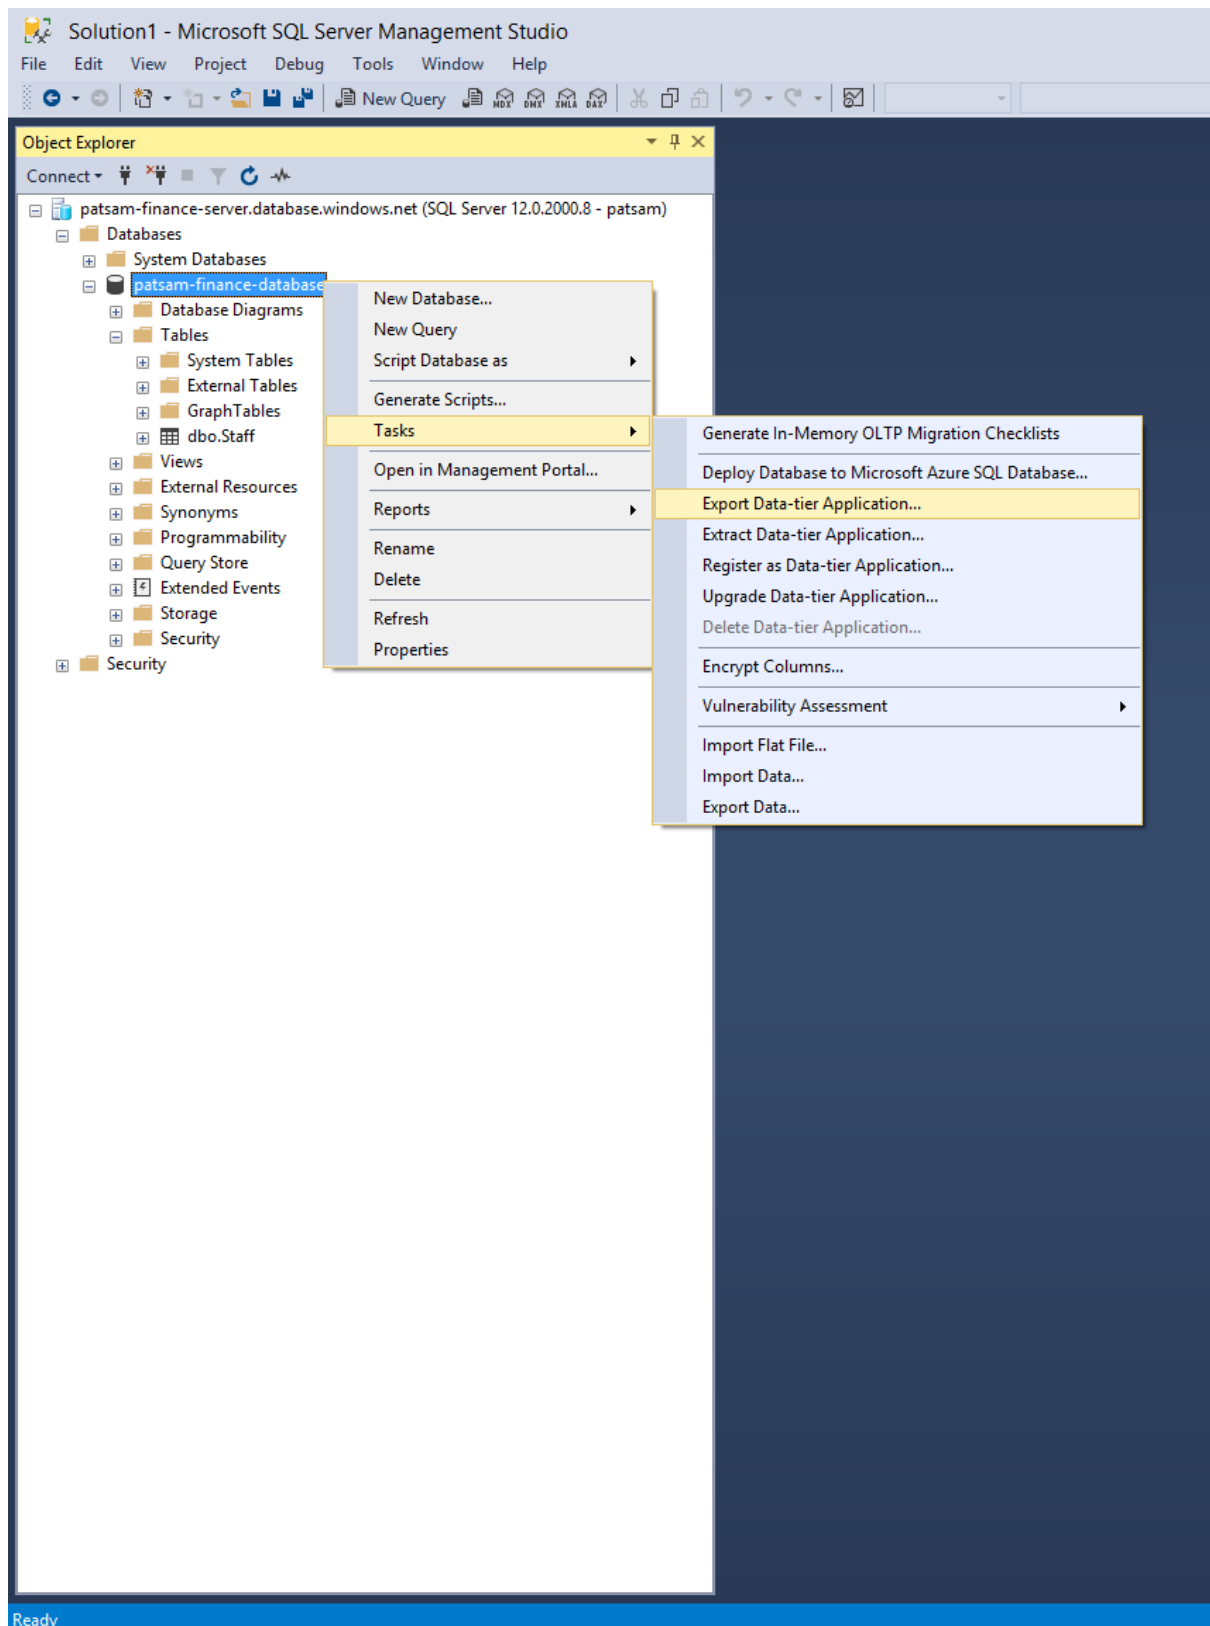 Solution1 - Microsoft SQL Server Management Studio
File Edit View Project Debug Tools Window Help
New Query MDX DMX XMLA DAX
Object Explorer
Connect
patsam-finance-server.database.windows.net (SQL Server 12.0.2000.8 - patsam)
Databases
System Databases
patsam-finance-database
Database Diagrams
Tables
System Tables
External Tables
GraphTables
dbo.Staff
Views
External Resources
Synonyms
Programmability
Query Store
Extended Events
Storage
Security
Security
New Database...
New Query
Script Database as
Generate Scripts...
Tasks
Open in Management Portal...
Reports
Rename
Delete
Refresh
Properties
Generate In-Memory OLTP Migration Checklists
Deploy Database to Microsoft Azure SQL Database...
Export Data-tier Application...
Extract Data-tier Application...
Register as Data-tier Application...
Upgrade Data-tier Application...
Delete Data-tier Application...
Encrypt Columns...
Vulnerability Assessment
Import Flat File...
Import Data...
Export Data...
Ready